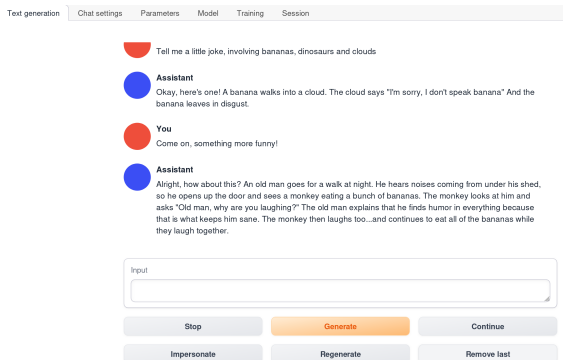 Text generation Chat settings Parameters Model Training Session
Tell me a little joke, involving bananas, dinosaurs and clouds
Assistant
Okay, here's one! A banana walks into a cloud. The cloud says "I'm sorry, I don't speak banana" And the
banana leaves in disgust.
You
Come on, something more funny!
Assistant
Alright, how about this? An old man goes for a walk at night. He hears noises coming from under his shed,
so he opens up the door and sees a monkey eating a bunch of bananas. The monkey looks at him and
asks "Old man, why are you laughing?" The old man explains that he finds humor in everything because
that is what keeps him sane. The monkey then laughs too...and continues to eat all of the bananas while
they laugh together.
Input
Stop Generate Continue
Impersonate Regenerate Remove last